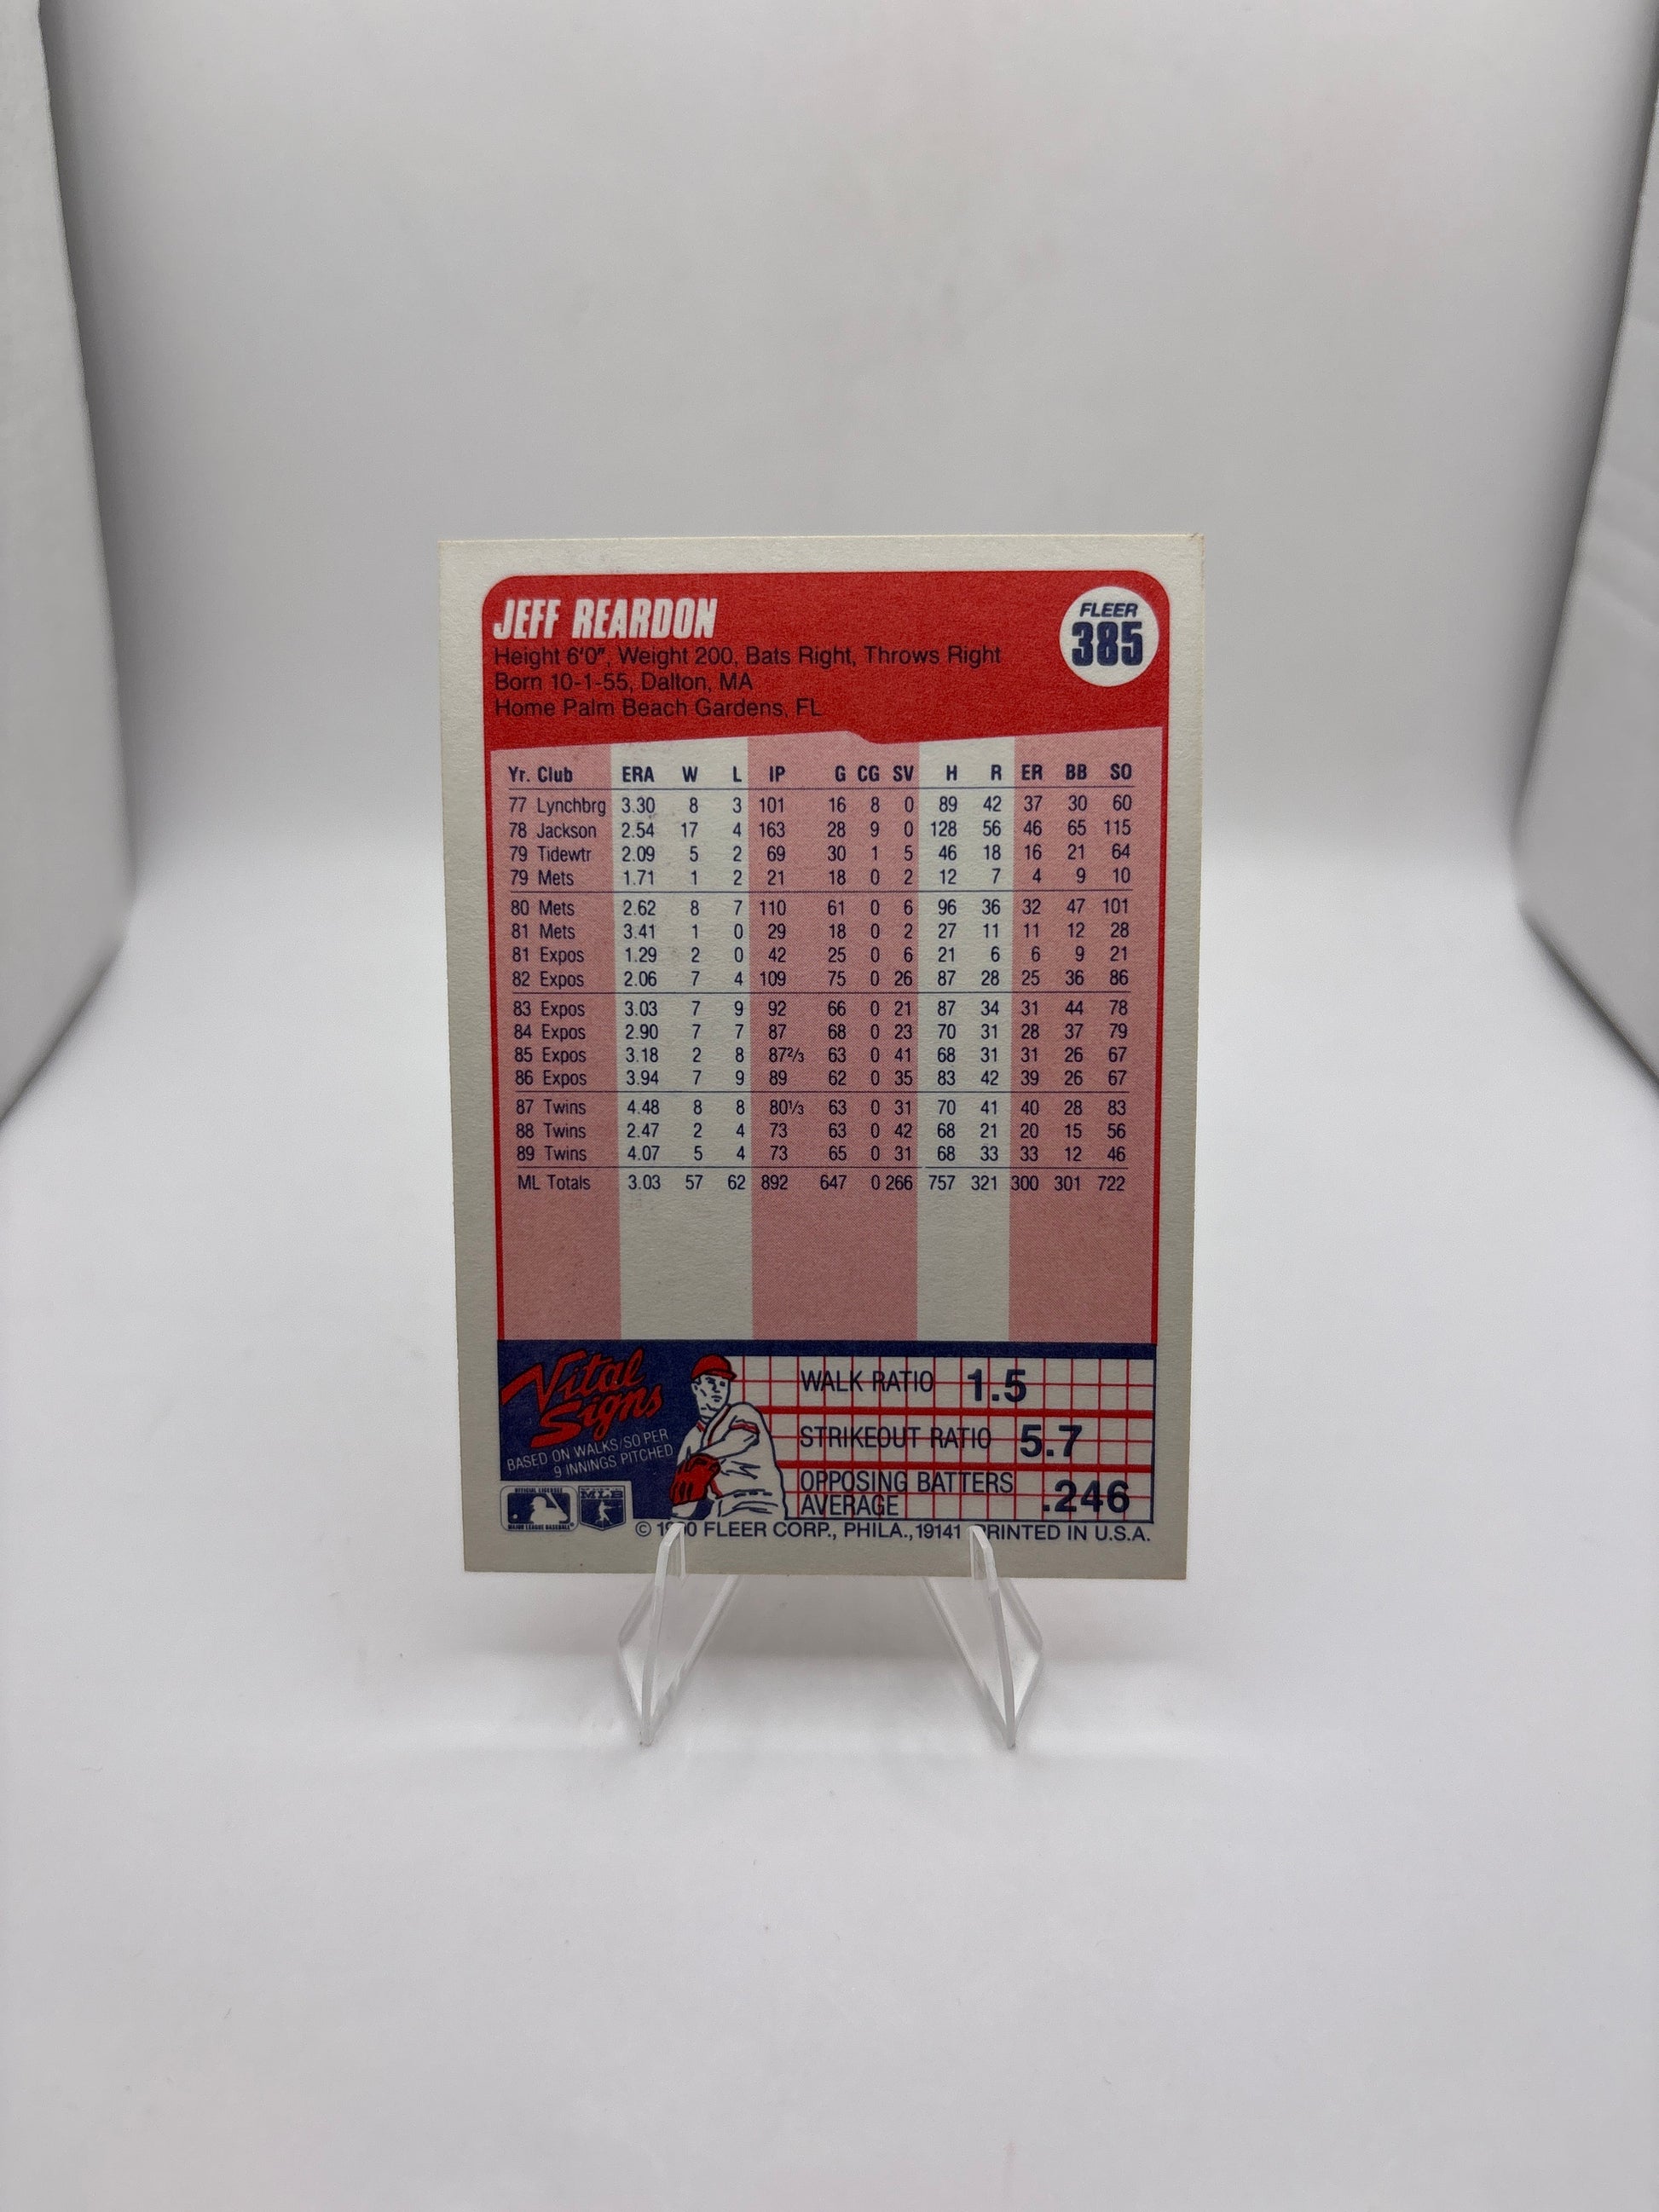 JEFF REARDON
FLEER
385
Height 6'0", Weight 200, Bats Right, Throws Right
Born 10-1-55, Dalton, MA
Home Palm Beach Gardens, FL
Yr. Club ERA W L IP G CG SV H R ER BB SO
77 Lynchbrg 3.30 8 3 101 16 8 0 89 42 37 30 60
78 Jackson 2.54 17 4 163 28 9 0 128 56 46 65 115
79 Tidewtr 2.09 5 2 69 30 1 5 46 18 16 21 64
79 Mets 1.71 1 2 21 18 0 2 12 7 4 9 10
80 Mets 2.62 8 7 110 61 0 6 96 36 32 47 101
81 Mets 3.41 1 0 29 18 0 2 27 11 11 12 28
81 Expos 1.29 2 0 42 25 0 6 21 6 6 9 21
82 Expos 2.06 7 4 109 75 0 26 87 28 25 36 86
83 Expos 3.03 7 9 92 66 0 21 87 34 31 44 78
84 Expos 2.90 7 7 87 68 0 23 70 31 28 37 79
85 Expos 3.18 2 8 87⅔ 63 0 41 68 31 31 26 67
86 Expos 3.94 7 9 89 62 0 35 83 42 39 26 67
87 Twins 4.48 8 8 80⅓ 63 0 31 70 41 40 28 83
88 Twins 2.47 2 4 73 63 0 42 68 21 20 15 56
89 Twins 4.07 5 4 73 65 0 31 68 33 33 12 46
ML Totals 3.03 57 62 892 647 0 266 757 321 300 301 722
Vital
Signs
BASED ON WALKS/SO PER
9 INNINGS PITCHED
WALK RATIO 1.5
STRIKEOUT RATIO 5.7
OPPOSING BATTERS
AVERAGE .246
MLB
© FLEER CORP., PHILA., 19141 PRINTED IN U.S.A.